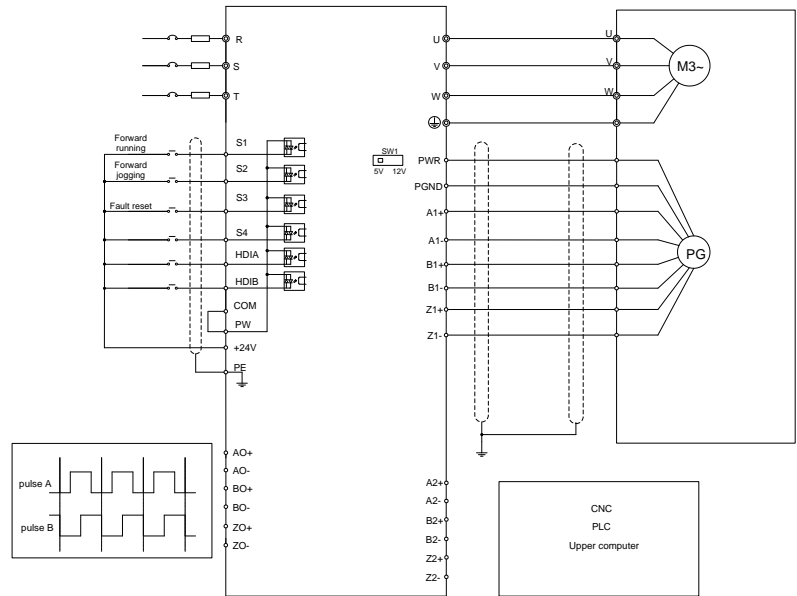 R
S
T
Forward
running
Forward
jogging
Fault reset
S1
S2
S3
S4
HDIA
HDIB
COM
PW
+24V
PE
SW1
5V 12V
U
V
W
PWR
PGND
A1+
A1-
B1+
B1-
Z1+
Z1-
U
V
W
M3~
PG
pulse A
pulse B
AO+
AO-
BO+
BO-
ZO+
ZO-
A2+
A2-
B2+
B2-
Z2+
Z2-
CNC
PLC
Upper computer